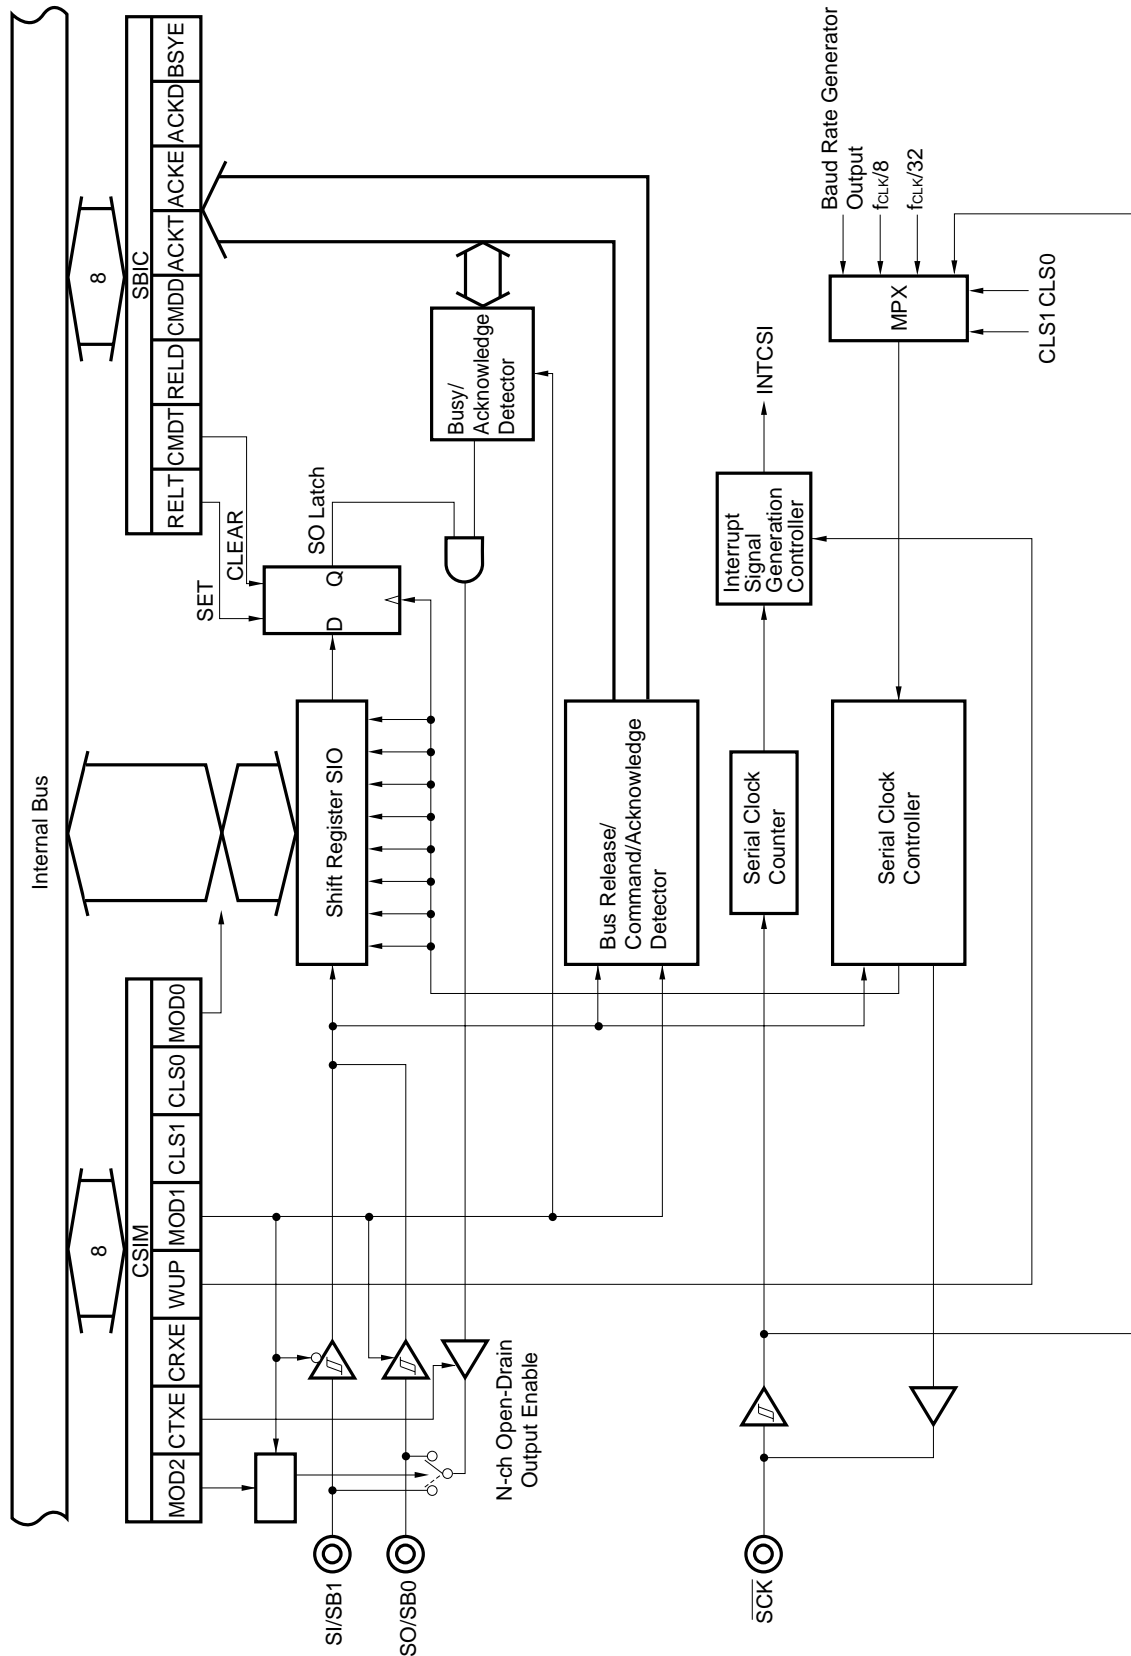 Internal Bus
8
CSIM
MOD2 CTXE CRXE WUP MOD1 CLS1 CLS0 MOD0
8
SBIC
RELT CMDT RELD CMDD ACKT ACKE ACKD BSYE
SET
CLEAR
D Q
SO Latch
Shift Register SIO
Busy/
Acknowledge
Detector
SI/SB1
SO/SB0
N-ch Open-Drain
Output Enable
Bus Release/
Command/Acknowledge
Detector
Interrupt
Signal
Generation
Controller
INTCSI
Serial Clock
Counter
SCK
Serial Clock
Controller
MPX
Baud Rate Generator
Output
fCLK/8
fCLK/32
CLS1 CLS0